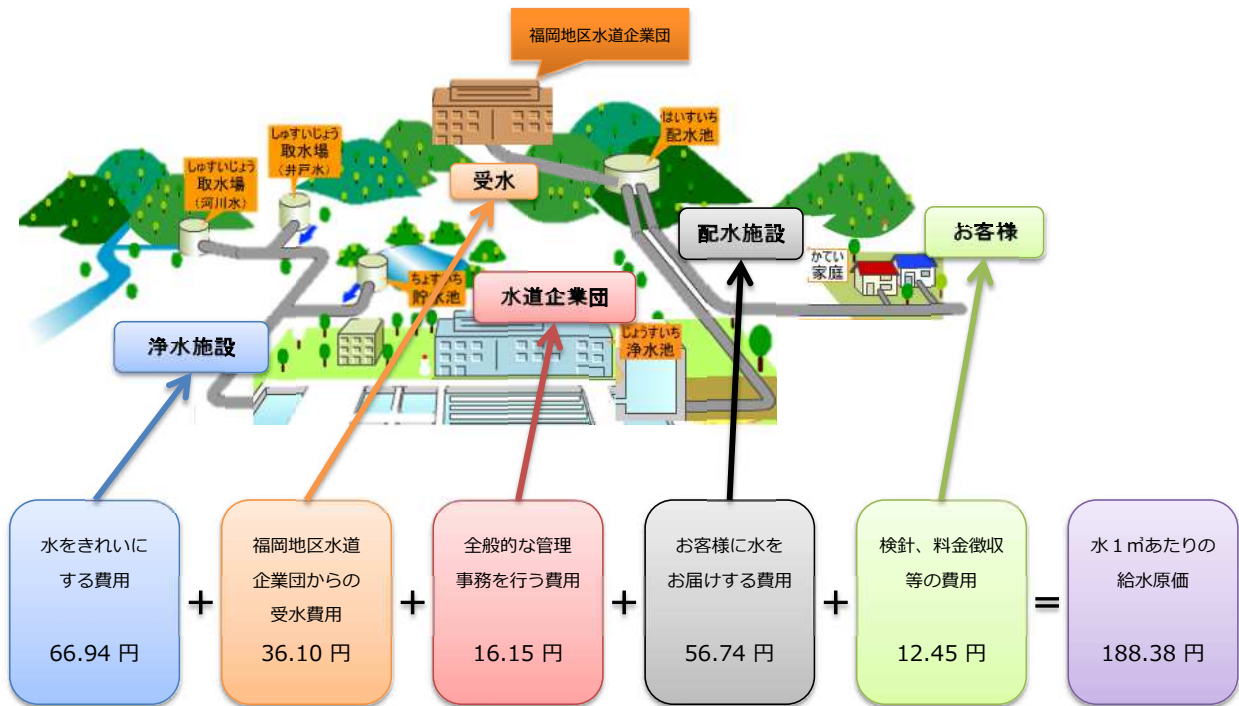 福岡地区水道企業団
はいすいち
配水池
しゅすいじょう
取水場
(井戸水)
しゅすいじょう
取水場
(河川水)
受水
配水施設
お客様
かてい
家庭
ちょすいち
貯水池
水道企業団
じょうすいち
浄水池
浄水施設
水をきれいに
する費用
66.94 円
+
福岡地区水道
企業団からの
受水費用
36.10 円
+
全般的な管理
事務を行う費用
16.15 円
+
お客様に水を
お届けする費用
56.74 円
+
検針、料金徴収
等の費用
12.45 円
=
水1㎥あたりの
給水原価
188.38 円